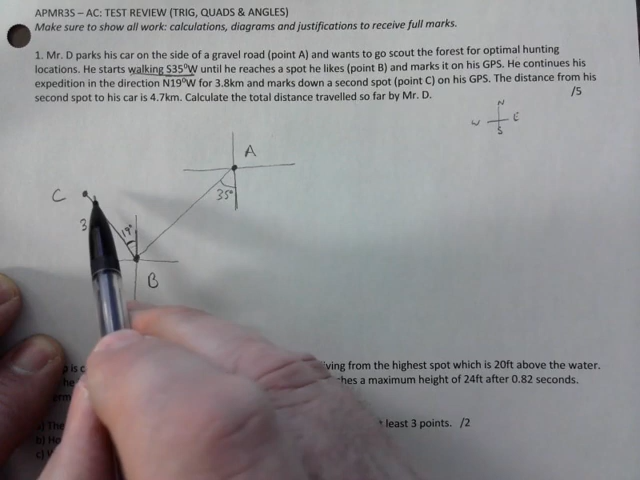 APMR3S – AC: TEST REVIEW (TRIG, QUADS & ANGLES)
Make sure to show all work: calculations, diagrams and justifications to receive full marks.
1. Mr. D parks his car on the side of a gravel road (point A) and wants to go scout the forest for optimal hunting
locations. He starts walking S35⁰W until he reaches a spot he likes (point B) and marks it on his GPS. He continues his
expedition in the direction N19⁰W for 3.8km and marks down a second spot (point C) on his GPS. The distance from his
second spot to his car is 4.7km. Calculate the total distance travelled so far by Mr. D.
/5
N
W E
S
A
C
35°
3
19°
B
is
ving from the highest spot which is 20ft above the water.
he
hes a maximum height of 24ft after 0.82 seconds.
) The
least 3 points. /2
b) Ho
c)